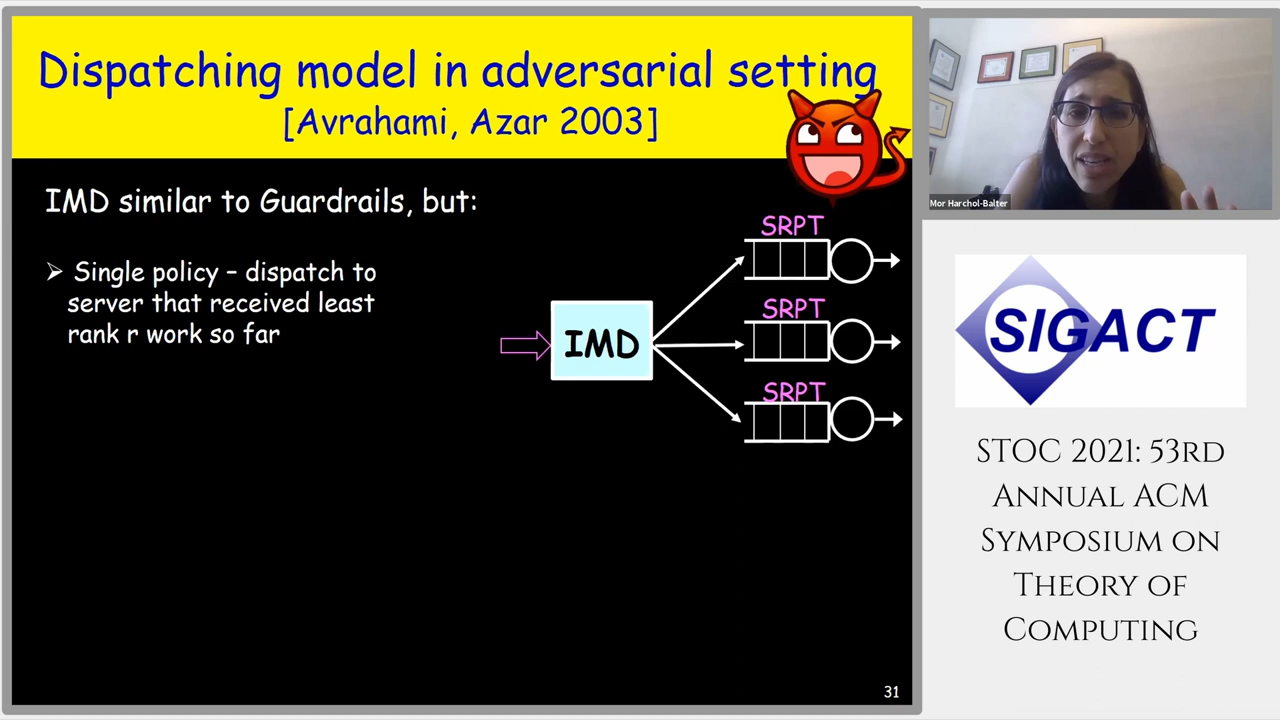 Dispatching model in adversarial setting
[Avrahami, Azar 2003]
IMD similar to Guardrails, but:
➢ Single policy – dispatch to
server that received least
rank r work so far
IMD
SRPT
SRPT
SRPT
31
Mor Harchol-Balter
SIGACT
STOC 2021: 53rd
Annual ACM
Symposium on
Theory of
Computing